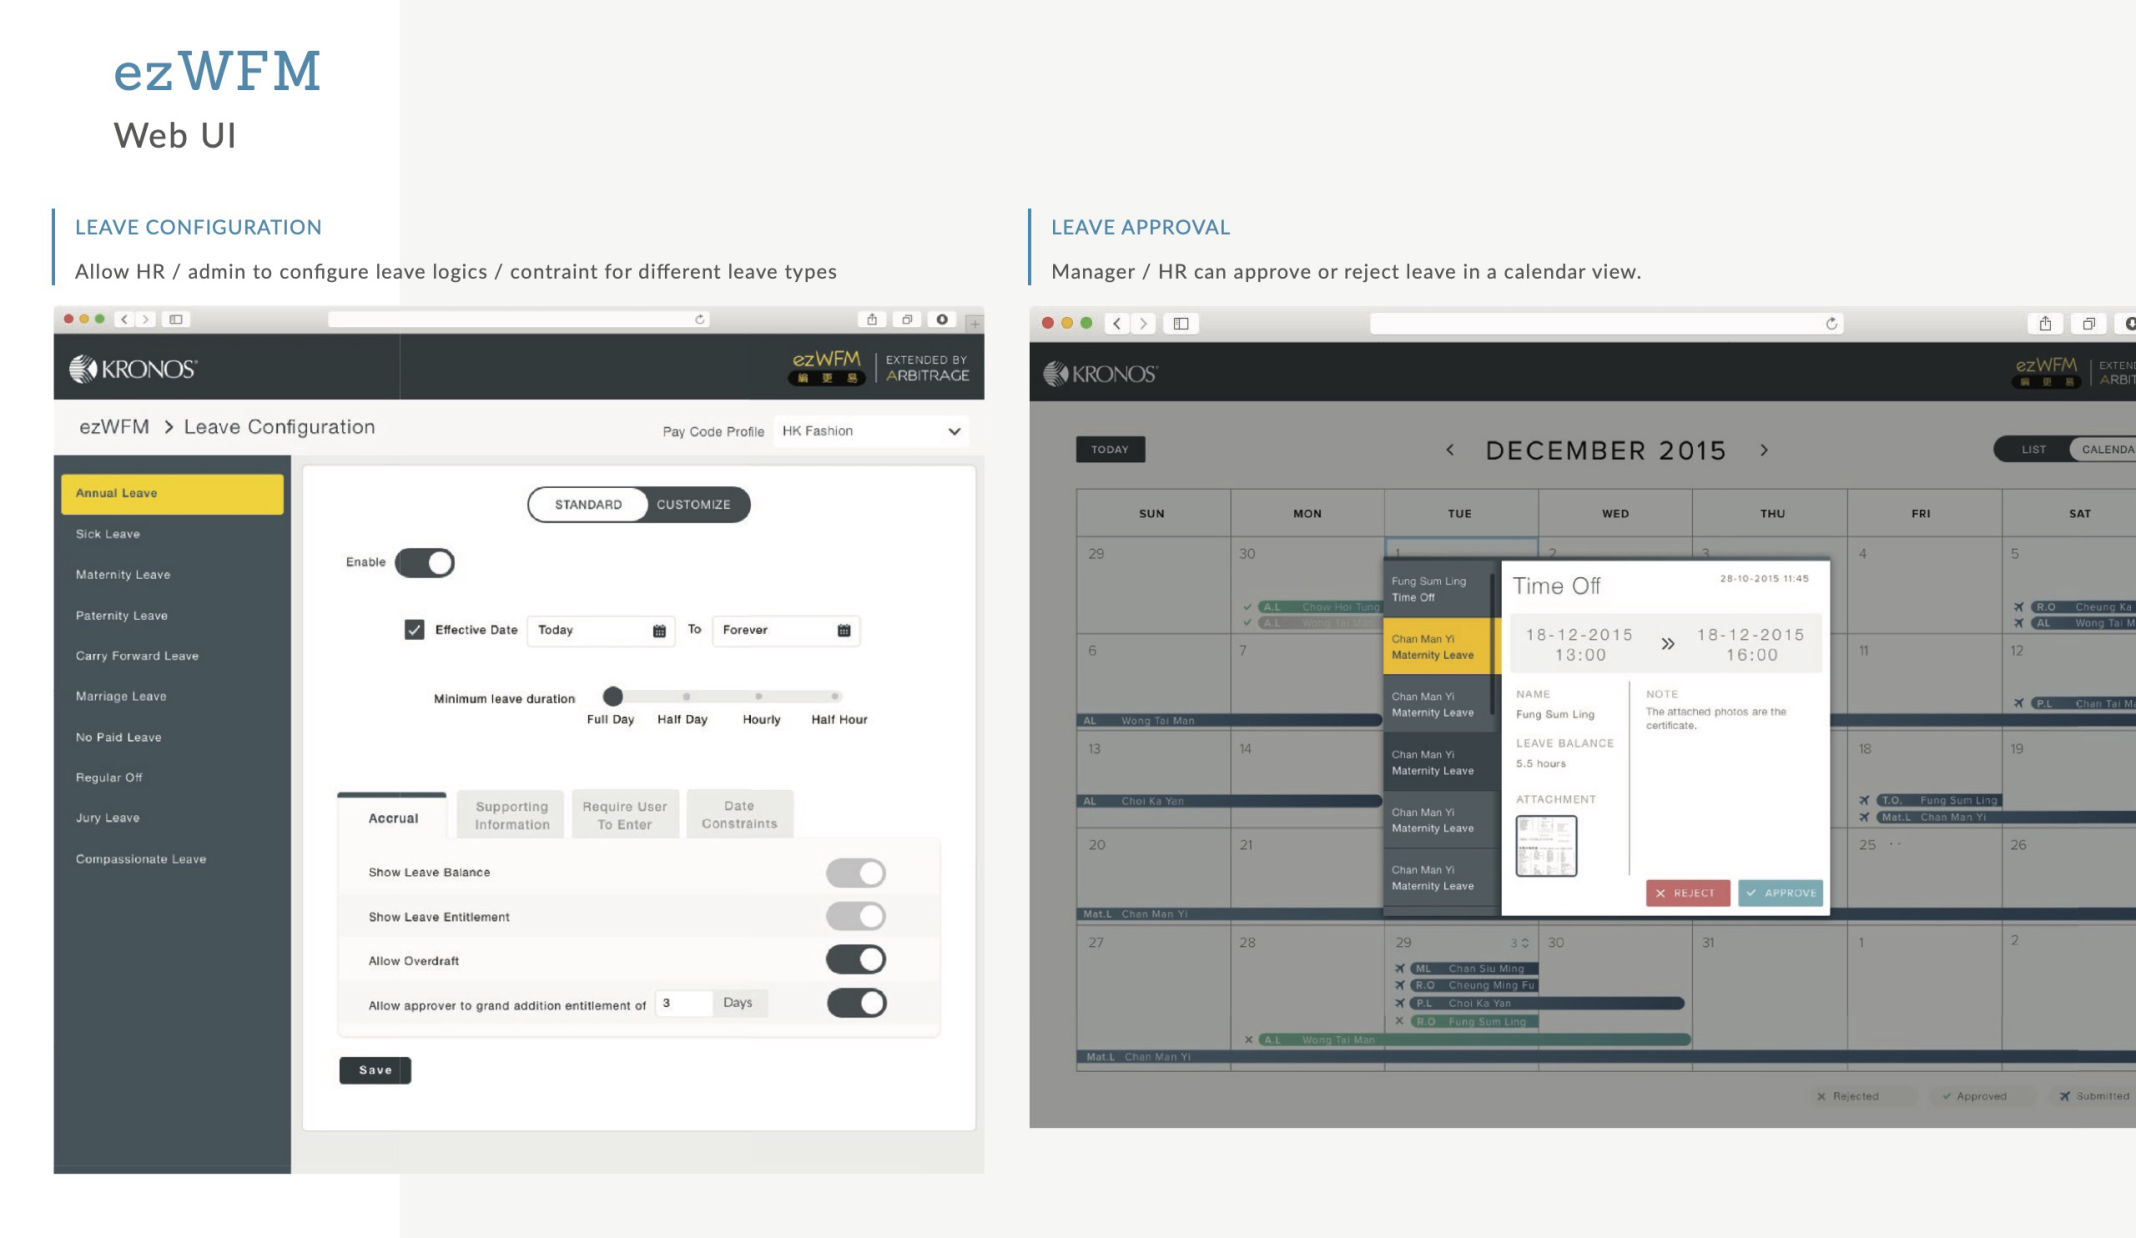 ezWFM
Web UI
LEAVE CONFIGURATION
Allow HR / admin to configure leave logics / contraint for different leave types
KRONOS
ezWFM
編 更 易
EXTENDED BY
ARBITRAGE
ezWFM > Leave Configuration
Pay Code Profile HK Fashion
Annual Leave
Sick Leave
Maternity Leave
Paternity Leave
Carry Forward Leave
Marriage Leave
No Paid Leave
Regular Off
Jury Leave
Compassionate Leave
STANDARD CUSTOMIZE
Enable
Effective Date Today To Forever
Minimum leave duration
Full Day Half Day Hourly Half Hour
Accrual
Supporting
Information
Require User
To Enter
Date
Constraints
Show Leave Balance
Show Leave Entitlement
Allow Overdraft
Allow approver to grand addition entitlement of 3 Days
Save
LEAVE APPROVAL
Manager / HR can approve or reject leave in a calendar view.
KRONOS
ezWFM
編 更 易
EXTEND
ARBIT
TODAY
< DECEMBER 2015 >
LIST CALENDA
SUN MON TUE WED THU FRI SAT
29 30 1 2 3 4 5
A.L Chow Hoi Tung
A.L Wong Tai Man
R.O Cheung Ka
AL Wong Tai M
6 7 11 12
P.L Chan Tai Ma
AL Wong Tai Man
13 14 18 19
AL Choi Ka Yan
T.O. Fung Sum Ling
Mat.L Chan Man Yi
20 21 25 26
Mat.L Chan Man Yi
27 28 29 3 30 31 1 2
ML Chan Siu Ming
R.O Cheung Ming Fu
P.L Choi Ka Yan
R.O Fung Sum Ling
A.L Wong Tai Man
Mat.L Chan Man Yi
Fung Sum Ling
Time Off
Chan Man Yi
Maternity Leave
Chan Man Yi
Maternity Leave
Chan Man Yi
Maternity Leave
Chan Man Yi
Maternity Leave
Chan Man Yi
Maternity Leave
Time Off
28-10-2015 11:45
18-12-2015
13:00
18-12-2015
16:00
NAME
Fung Sum Ling
LEAVE BALANCE
5.5 hours
ATTACHMENT
NOTE
The attached photos are the
certificate.
REJECT
APPROVE
Rejected Approved Submitted